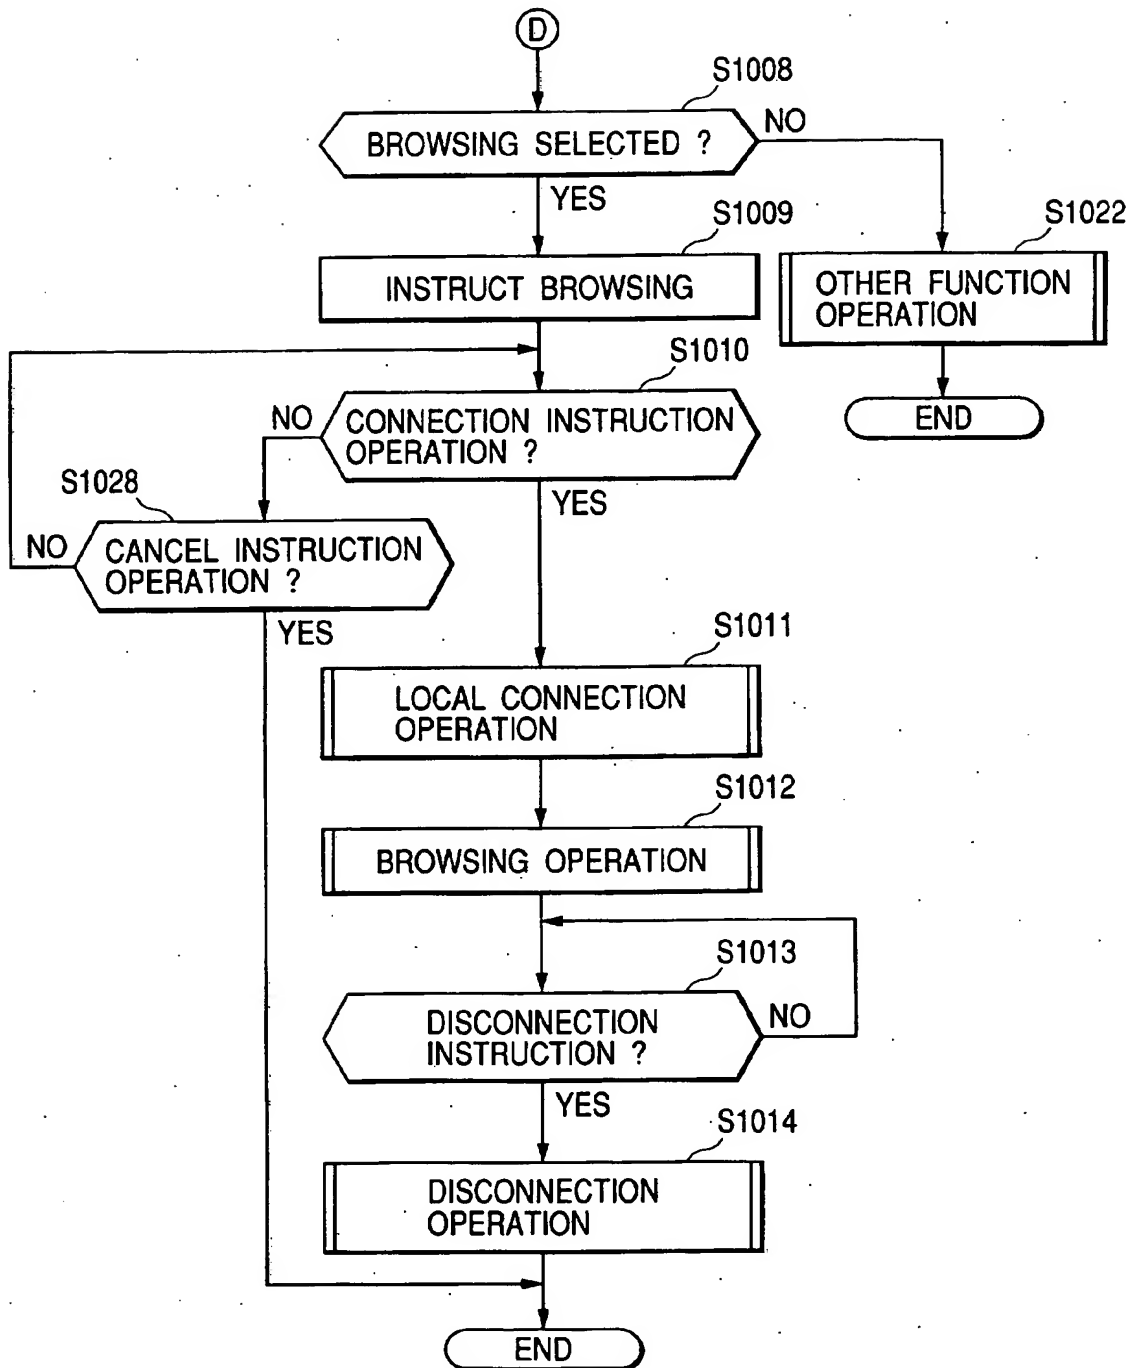 D
S1008
BROWSING SELECTED ?
NO
YES
S1009
INSTRUCT BROWSING
S1022
OTHER FUNCTION
OPERATION
END
S1010
CONNECTION INSTRUCTION
OPERATION ?
NO
YES
S1028
CANCEL INSTRUCTION
OPERATION ?
NO
YES
S1011
LOCAL CONNECTION
OPERATION
S1012
BROWSING OPERATION
S1013
DISCONNECTION
INSTRUCTION ?
NO
YES
S1014
DISCONNECTION
OPERATION
END